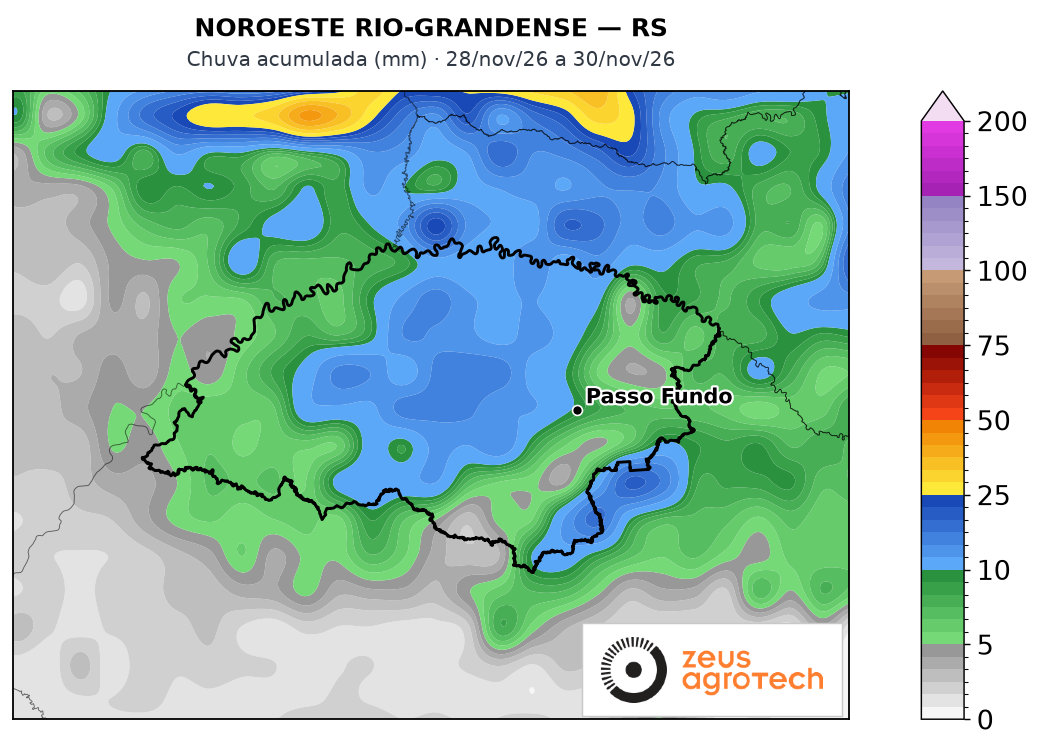 NOROESTE RIO-GRANDENSE — RS
Chuva acumulada (mm) · 28/nov/26 a 30/nov/26
200
150
100
75
50
25
10
5
0
Passo Fundo
zeus
agrotech